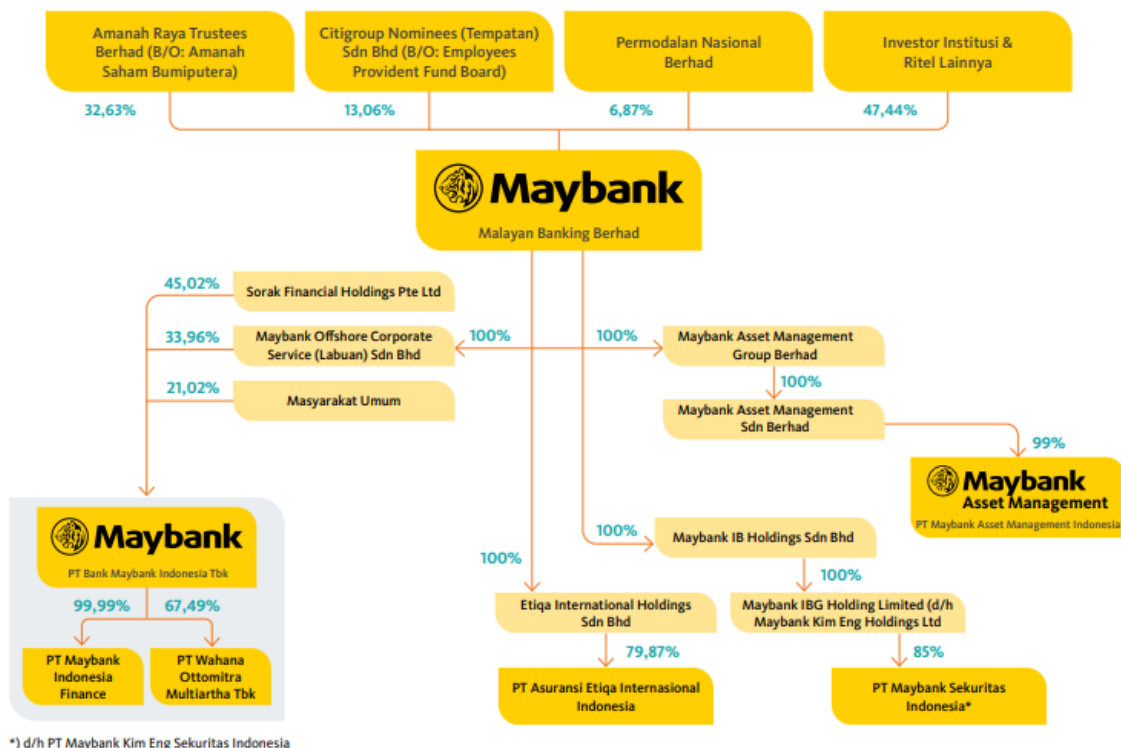 Amanah Raya Trustees
Berhad (B/O: Amanah
Saham Bumiputera)
Citigroup Nominees (Tempatan)
Sdn Bhd (B/O: Employees
Provident Fund Board)
Permodalan Nasional
Berhad
Investor Institusi &
Ritel Lainnya
32,63%
13,06%
6,87%
47,44%
Maybank
Malayan Banking Berhad
45,02%
Sorak Financial Holdings Pte Ltd
33,96%
Maybank Offshore Corporate
Service (Labuan) Sdn Bhd
100%
100%
Maybank Asset Management
Group Berhad
21,02%
Masyarakat Umum
100%
Maybank Asset Management
Sdn Berhad
99%
Maybank
Asset Management
PT Maybank Asset Management Indonesia
Maybank
PT Bank Maybank Indonesia Tbk
99,99%
67,49%
PT Maybank
Indonesia
Finance
PT Wahana
Ottomitra
Multiartha Tbk
100%
Maybank IB Holdings Sdn Bhd
100%
100%
Etiqa International Holdings
Sdn Bhd
Maybank IBG Holding Limited (d/h
Maybank Kim Eng Holdings Ltd
79,87%
85%
PT Asuransi Etiqa Internasional
Indonesia
PT Maybank Sekuritas
Indonesia*
*) d/h PT Maybank Kim Eng Sekuritas Indonesia